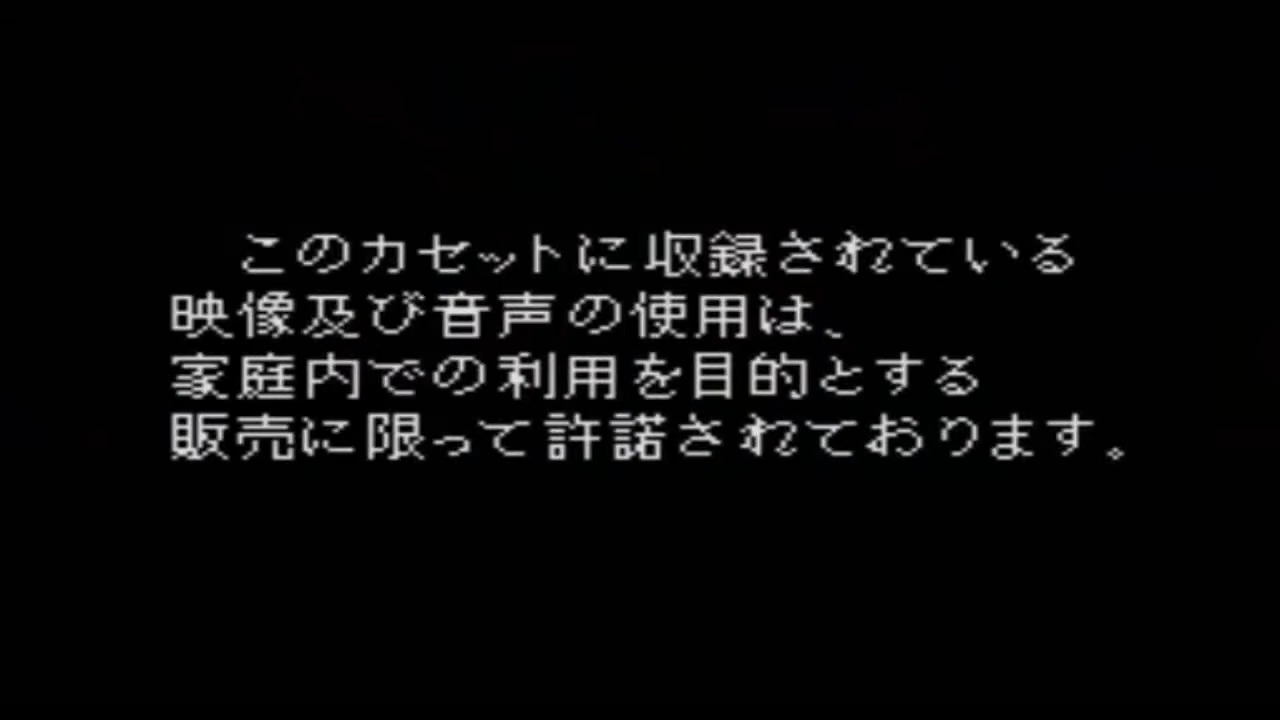 このカセットに収録されている
映像及び音声の使用は、
家庭内での利用を目的とする
販売に限って許諾されております。